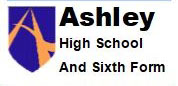 Ashley
High School
And Sixth Form